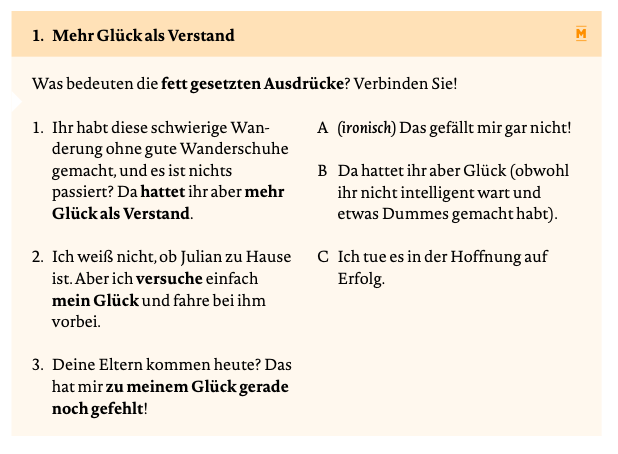 1. Mehr Glück als Verstand
M
Was bedeuten die fett gesetzten Ausdrücke? Verbinden Sie!
1. Ihr habt diese schwierige Wan-
derung ohne gute Wanderschuhe
gemacht, und es ist nichts
passiert? Da hattet ihr aber mehr
Glück als Verstand.
2. Ich weiß nicht, ob Julian zu Hause
ist. Aber ich versuche einfach
mein Glück und fahre bei ihm
vorbei.
3. Deine Eltern kommen heute? Das
hat mir zu meinem Glück gerade
noch gefehlt!
A (ironisch) Das gefällt mir gar nicht!
B Da hattet ihr aber Glück (obwohl
ihr nicht intelligent wart und
etwas Dummes gemacht habt).
C Ich tue es in der Hoffnung auf
Erfolg.